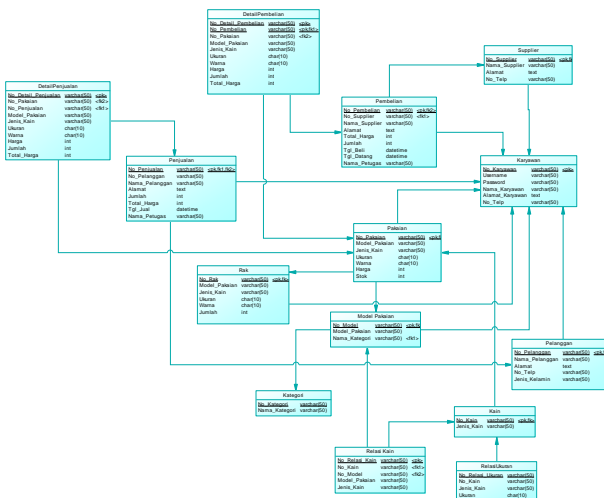 DetailPembelian
No_Detail_Pembelian varchar(50) <pk>
No_Pembelian varchar(50) <pk,fk1>
No_Pakaian varchar(50) <fk2>
Model_Pakaian varchar(50)
Jenis_Kain varchar(50)
Ukuran char(10)
Warna char(10)
Harga int
Jumlah int
Total_Harga int
Supplier
No_Supplier varchar(50)
Nama_Supplier varchar(50)
Alamat text
No_Telp varchar(50)
DetailPenjualan
No_Detail_Penjualan varchar(50) <pk>
No_Pakaian varchar(50) <fk2>
No_Penjualan varchar(50) <fk1>
Model_Pakaian varchar(50)
Jenis_Kain varchar(50)
Ukuran char(10)
Warna char(10)
Harga int
Jumlah int
Total_Harga int
Pembelian
No_Pembelian varchar(50) <pk,fk2>
No_Supplier varchar(50) <fk1>
Nama_Supplier varchar(50)
Alamat text
Total_Harga int
Jumlah int
Tgl_Beli datetime
Tgl_Datang datetime
Nama_Petugas varchar(50)
Penjualan
No_Penjualan varchar(50) <pk,fk1,fk2>
No_Pelanggan varchar(50)
Nama_Pelanggan varchar(50)
Alamat text
Jumlah int
Total_Harga int
Tgl_Jual datetime
Nama_Petugas varchar(50)
Karyawan
No_Karyawan varchar(50) <pk>
Username varchar(50)
Password varchar(50)
Nama_Karyawan varchar(50)
Alamat_Karyawan text
No_Telp varchar(50)
Pakaian
No_Pakaian varchar(50)
Model_Pakaian varchar(50)
Jenis_Kain varchar(50)
Ukuran char(10)
Warna char(10)
Harga int
Stok int
Rak
No_Rak varchar(50) <pk,fk>
Model_Pakaian varchar(50)
Jenis_Kain varchar(50)
Ukuran char(10)
Warna char(10)
Jumlah int
Model Pakaian
No_Model varchar(50)
Model_Pakaian varchar(50)
Nama_Kategori varchar(50) <fk1>
Pelanggan
No_Pelanggan varchar(50)
Nama_Pelanggan varchar(50)
Alamat text
No_Telp varchar(50)
Jenis_Kelamin varchar(50)
Kategori
No_Kategori varchar(50)
Nama_Kategori varchar(50)
Kain
No_Kain varchar(50) <pk,fk>
Jenis_Kain varchar(50)
Relasi Kain
No_Relasi_Kain varchar(50) <pk>
No_Kain varchar(50) <fk1>
No_Model varchar(50) <fk2>
Model_Pakaian varchar(50)
Jenis_Kain varchar(50)
RelasiUkuran
No_Relasi_Ukuran varchar(50)
No_Kain varchar(50)
Jenis_Kain varchar(50)
Ukuran char(10)